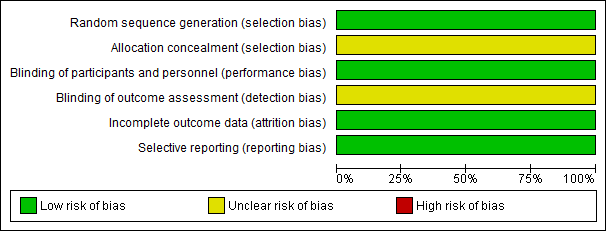 Random sequence generation (selection bias)
Allocation concealment (selection bias)
Blinding of participants and personnel (performance bias)
Blinding of outcome assessment (detection bias)
Incomplete outcome data (attrition bias)
Selective reporting (reporting bias)
0% 25% 50% 75% 100%
Low risk of bias Unclear risk of bias High risk of bias